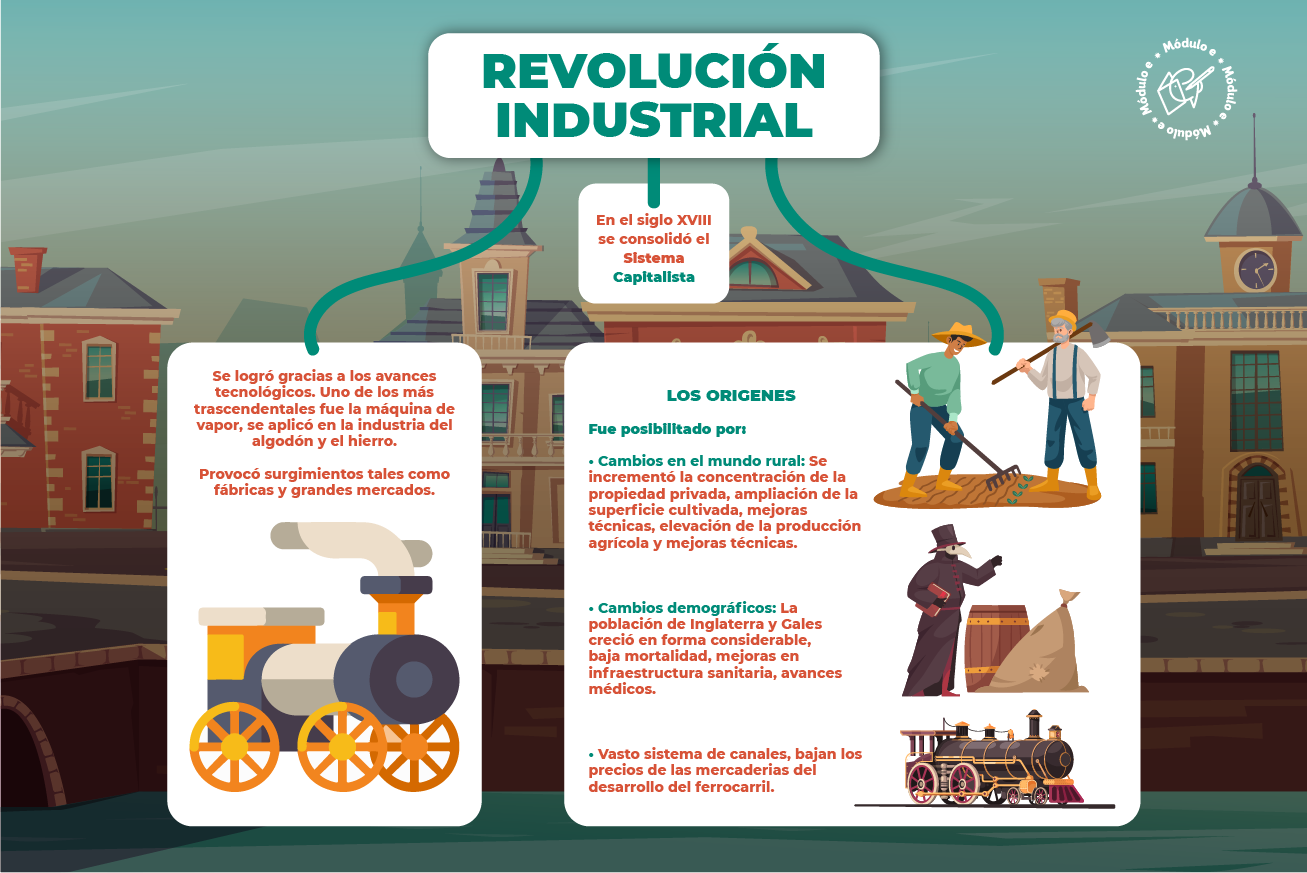 REVOLUCIÓN
INDUSTRIAL
Módulo e * Módulo e * Módulo e * Módulo e *
En el siglo XVIII
se consolidó el
Sistema
Capitalista
Se logró gracias a los avances
tecnológicos. Uno de los más
trascendentales fue la máquina de
vapor, se aplicó en la industria del
algodón y el hierro.
Provocó surgimientos tales como
fábricas y grandes mercados.
LOS ORIGENES
Fue posibilitado por:
• Cambios en el mundo rural: Se
incrementó la concentración de la
propiedad privada, ampliación de la
superficie cultivada, mejoras
técnicas, elevación de la producción
agrícola y mejoras técnicas.
• Cambios demográficos: La
población de Inglaterra y Gales
creció en forma considerable,
baja mortalidad, mejoras en
infraestructura sanitaria, avances
médicos.
• Vasto sistema de canales, bajan los
precios de las mercaderias del
desarrollo del ferrocarril.